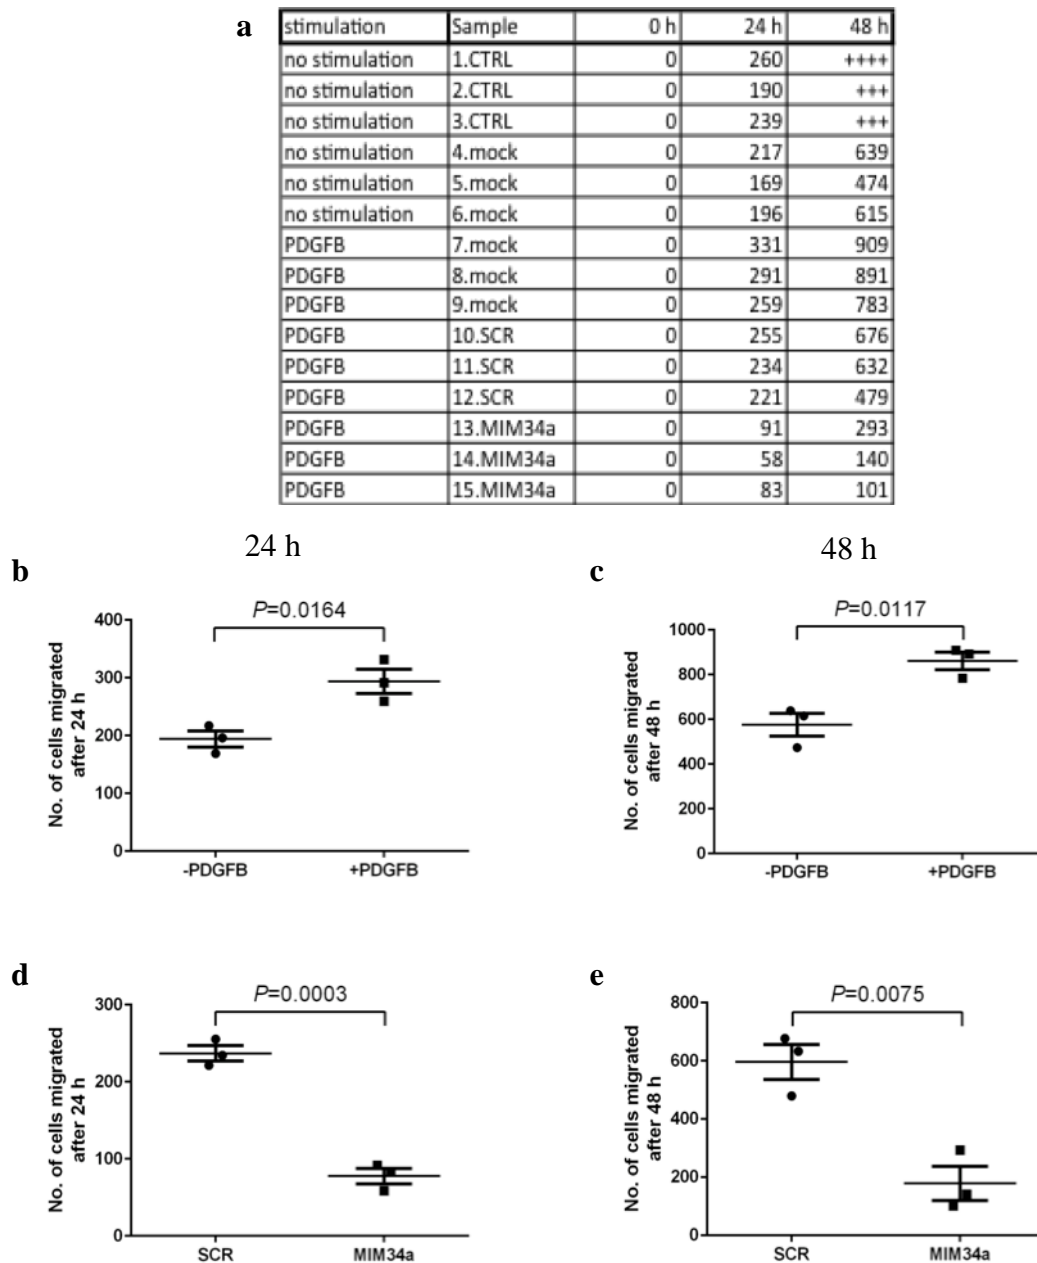 a
stimulation Sample 0 h 24 h 48 h
no stimulation 1.CTRL 0 260 ++++
no stimulation 2.CTRL 0 190 +++
no stimulation 3.CTRL 0 239 +++
no stimulation 4.mock 0 217 639
no stimulation 5.mock 0 169 474
no stimulation 6.mock 0 196 615
PDGFB 7.mock 0 331 909
PDGFB 8.mock 0 291 891
PDGFB 9.mock 0 259 783
PDGFB 10.SCR 0 255 676
PDGFB 11.SCR 0 234 632
PDGFB 12.SCR 0 221 479
PDGFB 13.MIM34a 0 91 293
PDGFB 14.MIM34a 0 58 140
PDGFB 15.MIM34a 0 83 101
b
24 h
P=0.0164
No. of cells migrated
after 24 h
400
300
200
100
0
-PDGFB +PDGFB
c
48 h
P=0.0117
No. of cells migrated
after 48 h
1000
800
600
400
200
0
-PDGFB +PDGFB
d
P=0.0003
No. of cells migrated
after 24 h
300
200
100
0
SCR MIM34a
e
P=0.0075
No. of cells migrated
after 48 h
800
600
400
200
0
SCR MIM34a